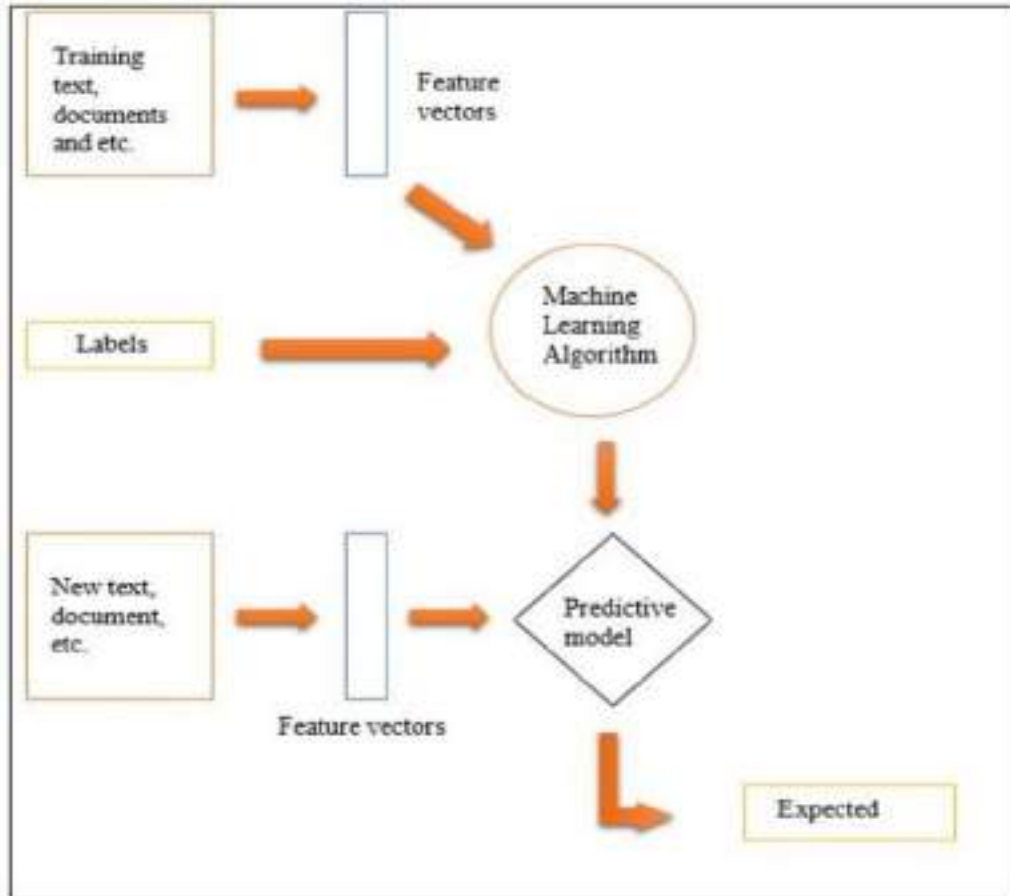 Training
text,
documents
and etc.
Feature
vectors
Machine
Learning
Algorithm
Labels
New text,
document,
etc.
Predictive
model
Feature vectors
Expected